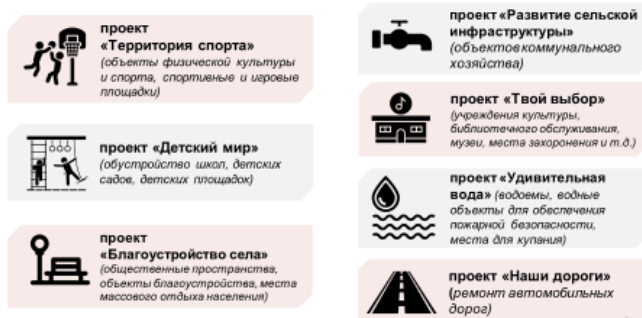 проект
«Территория спорта»
(объекты физической культуры
и спорта, спортивные и игровые
площадки)
проект «Детский мир»
(обустройство школ, детских
садов, детских площадок)
проект
«Благоустройство села»
(общественные пространства,
объекты благоустройства, места
массового отдыха населения)
проект «Развитие сельской
инфраструктуры»
(объектов коммунального
хозяйства)
проект «Твой выбор»
(учреждения культуры,
библиотечного обслуживания,
музеи, места захоронения и т.д.)
проект «Удивительная
вода» (водоемы, водные
объекты для обеспечения
пожарной безопасности,
места для купания)
проект «Наши дороги»
(ремонт автомобильных
дорог)